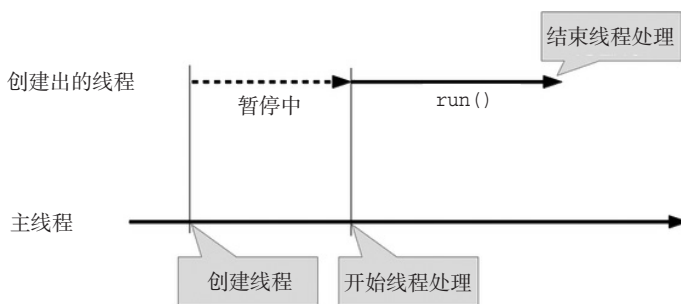 结束线程处理
创建出的线程
暂停中
run()
主线程
创建线程
开始线程处理